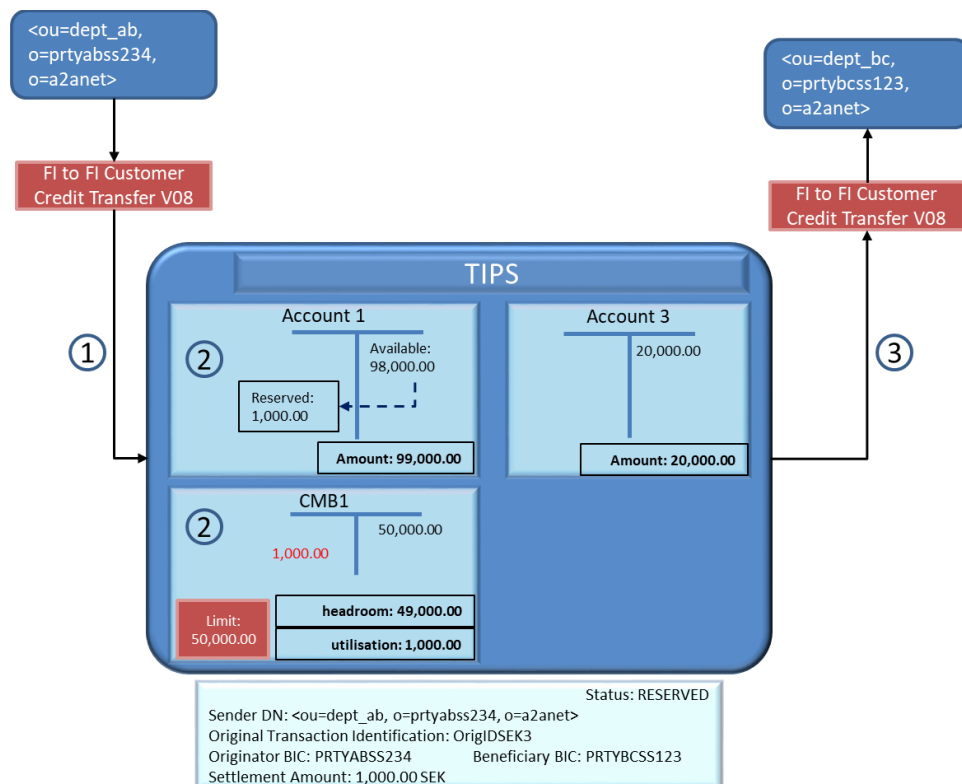 <ou=dept_ab,
o=prtyabss234,
o=a2anet>
<ou=dept_bc,
o=prtybcss123,
o=a2anet>
FI to FI Customer
Credit Transfer V08
FI to FI Customer
Credit Transfer V08
TIPS
1
2
Account 1
Available:
98,000.00
Reserved:
1,000.00
Amount: 99,000.00
Account 3
20,000.00
Amount: 20,000.00
3
2
CMB1
50,000.00
1,000.00
Limit:
50,000.00
headroom: 49,000.00
utilisation: 1,000.00
Status: RESERVED
Sender DN: <ou=dept_ab, o=prtyabss234, o=a2anet>
Original Transaction Identification: OrigIDSEK3
Originator BIC: PRTYABSS234 Beneficiary BIC: PRTYBCSS123
Settlement Amount: 1,000.00 SEK